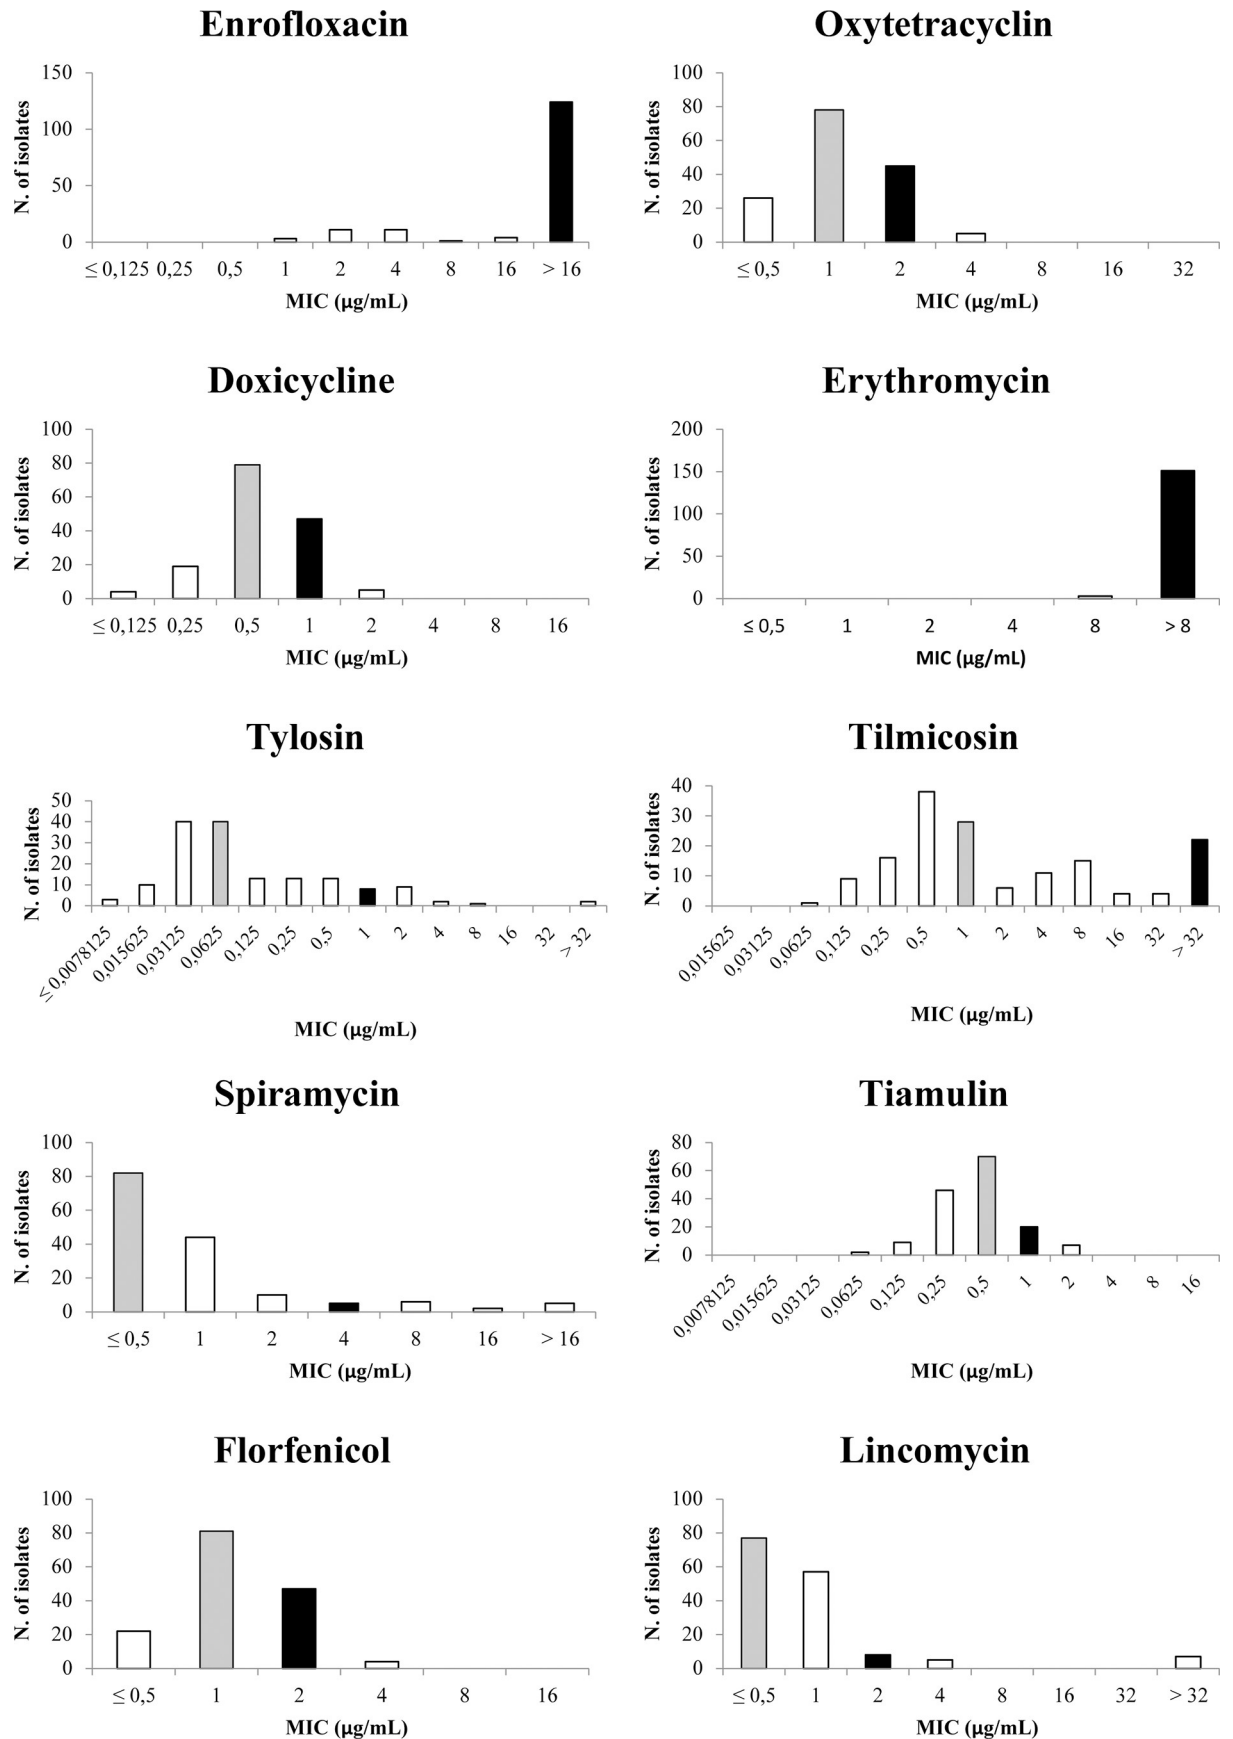 Enrofloxacin
N. of isolates
150
100
50
0
≤ 0,125 0,25 0,5 1 2 4 8 16 > 16
MIC (µg/mL)
Oxytetracyclin
N. of isolates
100
80
60
40
20
0
≤ 0,5 1 2 4 8 16 32
MIC (µg/mL)
Doxicycline
N. of isolates
100
80
60
40
20
0
≤ 0,125 0,25 0,5 1 2 4 8 16
MIC (µg/mL)
Erythromycin
N. of isolates
200
150
100
50
0
≤ 0,5 1 2 4 8 > 8
MIC (µg/mL)
Tylosin
N. of isolates
50
40
30
20
10
0
≤ 0,0078125 0,015625 0,03125 0,0625 0,125 0,25 0,5 1 2 4 8 16 32 > 32
MIC (µg/mL)
Tilmicosin
N. of isolates
40
30
20
10
0
0,015625 0,03125 0,0625 0,125 0,25 0,5 1 2 4 8 16 32 > 32
MIC (µg/mL)
Spiramycin
N. of isolates
100
80
60
40
20
0
≤ 0,5 1 2 4 8 16 > 16
MIC (µg/mL)
Tiamulin
N. of isolates
80
60
40
20
0
0,0078125 0,015625 0,03125 0,0625 0,125 0,25 0,5 1 2 4 8 16
MIC (µg/mL)
Florfenicol
N. of isolates
100
80
60
40
20
0
≤ 0,5 1 2 4 8 16
MIC (µg/mL)
Lincomycin
N. of isolates
100
80
60
40
20
0
≤ 0,5 1 2 4 8 16 32 > 32
MIC (µg/mL)